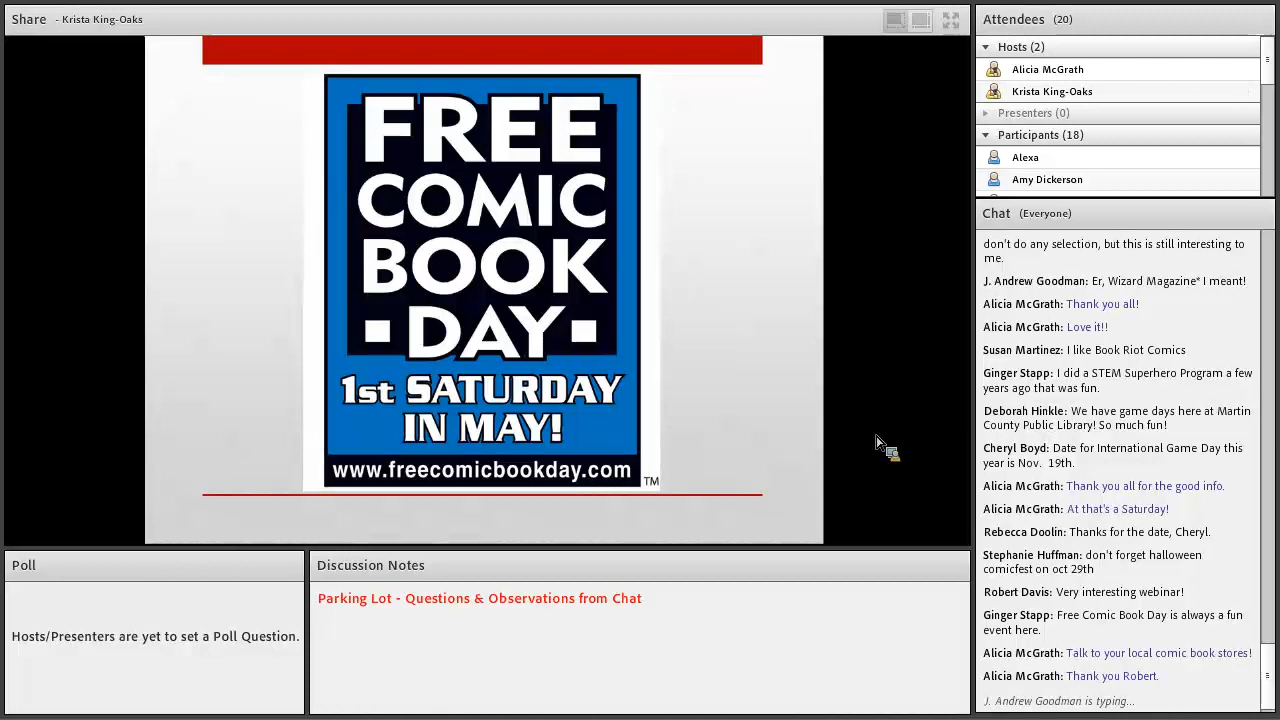 Share - Krista King-Oaks
FREE
COMIC
BOOK
DAY
1st SATURDAY
IN MAY!
www.freecomicbookday.com
TM
Poll
Hosts/Presenters are yet to set a Poll Question.
Discussion Notes
Parking Lot - Questions & Observations from Chat
Attendees (20)
Hosts (2)
Alicia McGrath
Krista King-Oaks
Presenters (0)
Participants (18)
Alexa
Amy Dickerson
Chat (Everyone)
don't do any selection, but this is still interesting to
me.
J. Andrew Goodman: Er, Wizard Magazine* I meant!
Alicia McGrath: Thank you all!
Alicia McGrath: Love it!!
Susan Martinez: I like Book Riot Comics
Ginger Stapp: I did a STEM Superhero Program a few
years ago that was fun.
Deborah Hinkle: We have game days here at Martin
County Public Library! So much fun!
Cheryl Boyd: Date for International Game Day this
year is Nov. 19th.
Alicia McGrath: Thank you all for the good info.
Alicia McGrath: At that's a Saturday!
Rebecca Doolin: Thanks for the date, Cheryl.
Stephanie Huffman: don't forget halloween
comicfest on oct 29th
Robert Davis: Very interesting webinar!
Ginger Stapp: Free Comic Book Day is always a fun
event here.
Alicia McGrath: Talk to your local comic book stores!
Alicia McGrath: Thank you Robert.
J. Andrew Goodman is typing...